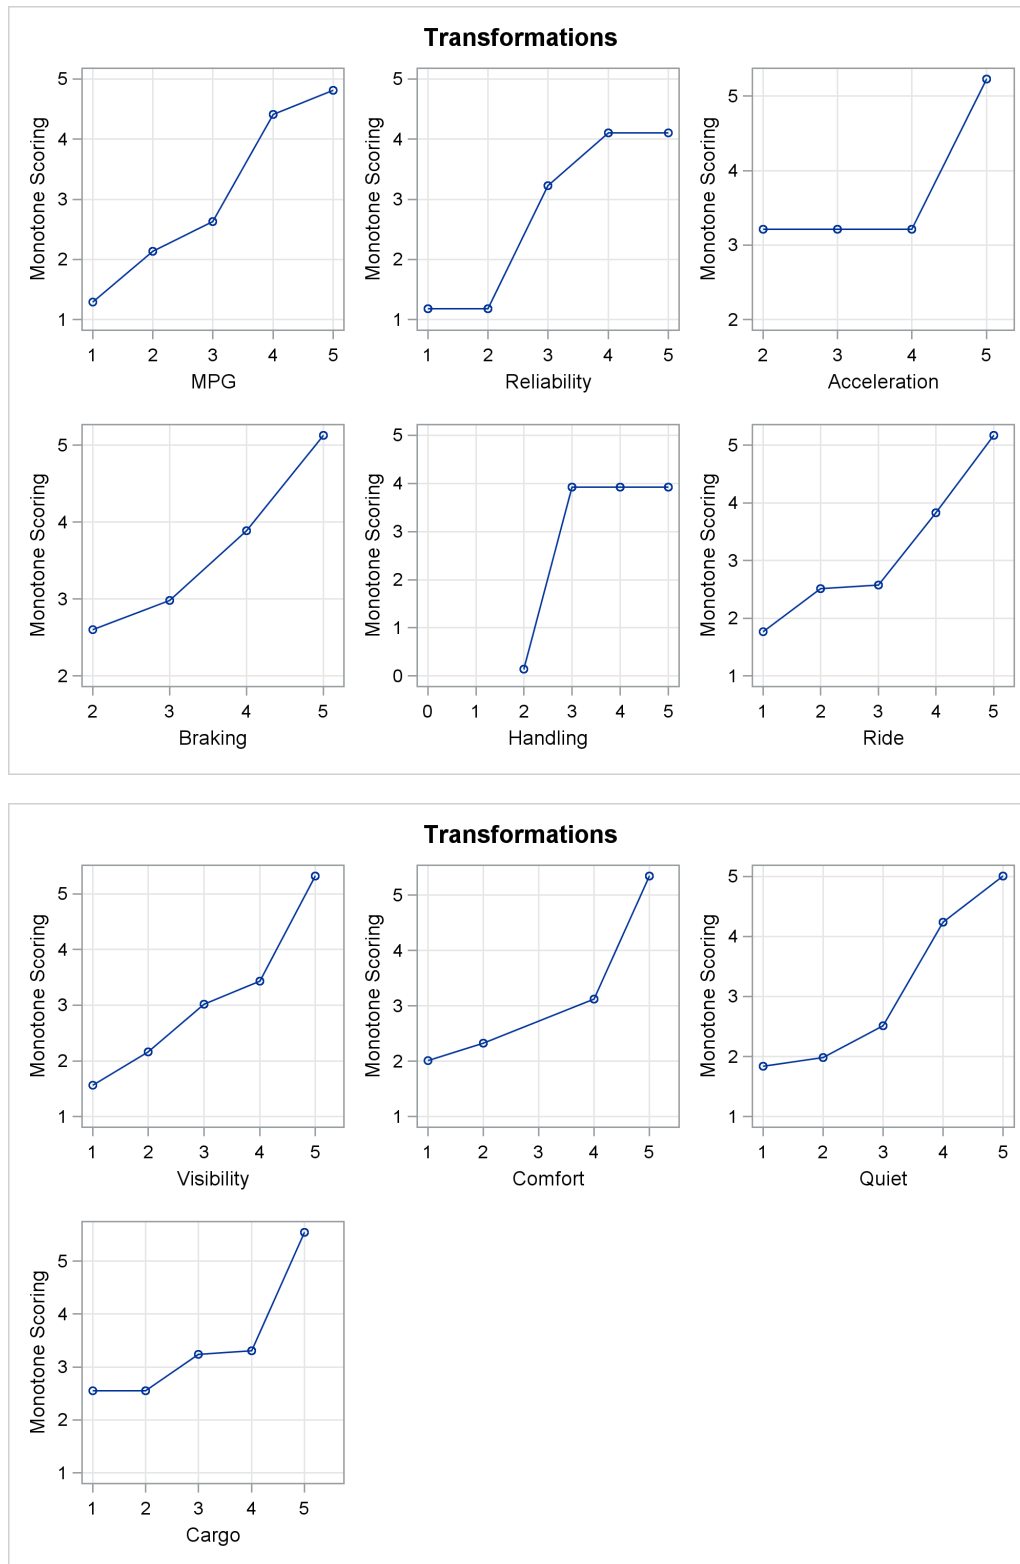 Transformations
Monotone Scoring
5
4
3
2
1
1 2 3 4 5
MPG
Monotone Scoring
5
4
3
2
1
1 2 3 4 5
Reliability
Monotone Scoring
5
4
3
2
2 3 4 5
Acceleration
Monotone Scoring
5
4
3
2
2 3 4 5
Braking
Monotone Scoring
5
4
3
2
1
0
0 1 2 3 4 5
Handling
Monotone Scoring
5
4
3
2
1
1 2 3 4 5
Ride
Transformations
Monotone Scoring
5
4
3
2
1
1 2 3 4 5
Visibility
Monotone Scoring
5
4
3
2
1
1 2 3 4 5
Comfort
Monotone Scoring
5
4
3
2
1
1 2 3 4 5
Quiet
Monotone Scoring
5
4
3
2
1
1 2 3 4 5
Cargo